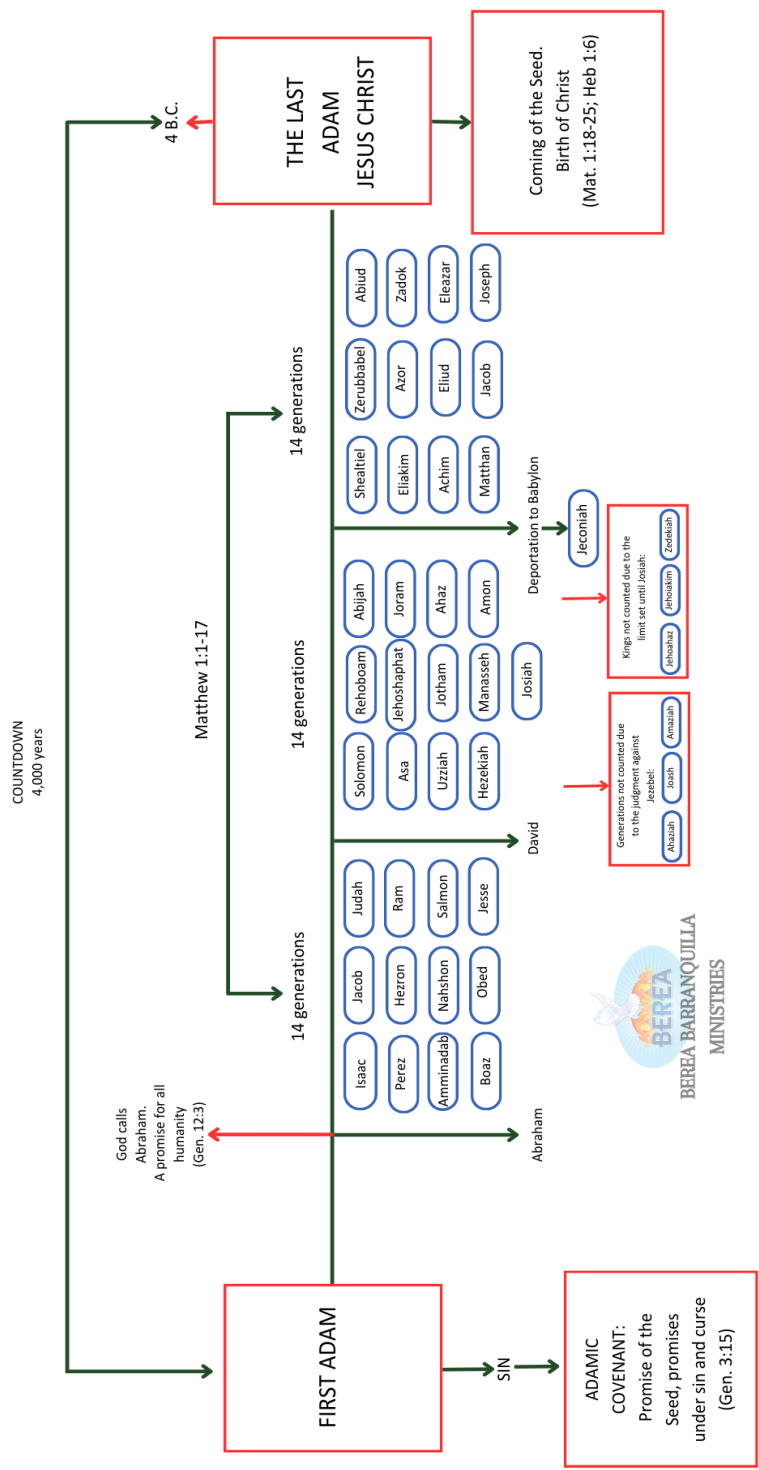 COUNTDOWN
4,000 years
4 B.C.
Matthew 1:1-17
God calls
Abraham.
A promise for all
humanity
(Gen. 12:3)
14 generations
14 generations
14 generations
FIRST ADAM
THE LAST
ADAM
JESUS CHRIST
Isaac
Jacob
Judah
Perez
Hezron
Ram
Amminadab
Nahshon
Salmon
Boaz
Obed
Jesse
Solomon
Rehoboam
Abijah
Asa
Jehoshaphat
Joram
Uzziah
Jotham
Ahaz
Hezekiah
Manasseh
Amon
Josiah
Shealtiel
Zerubbabel
Abiud
Eliakim
Azor
Zadok
Achim
Eliud
Eleazar
Matthan
Jacob
Joseph
Abraham
David
Deportation to Babylon
Jeconiah
SIN
ADAMIC
COVENANT:
Promise of the
Seed, promises
under sin and curse
(Gen. 3:15)
BEREA
BEREA BARRANQUILLA
MINISTRIES
Generations not counted due
to the judgment against
Jezebel:
Ahaziah
Joash
Amaziah
Kings not counted due to the
limit set until Josiah:
Jehoahaz
Jehoiakim
Zedekiah
Coming of the Seed.
Birth of Christ
(Mat. 1:18-25; Heb 1:6)